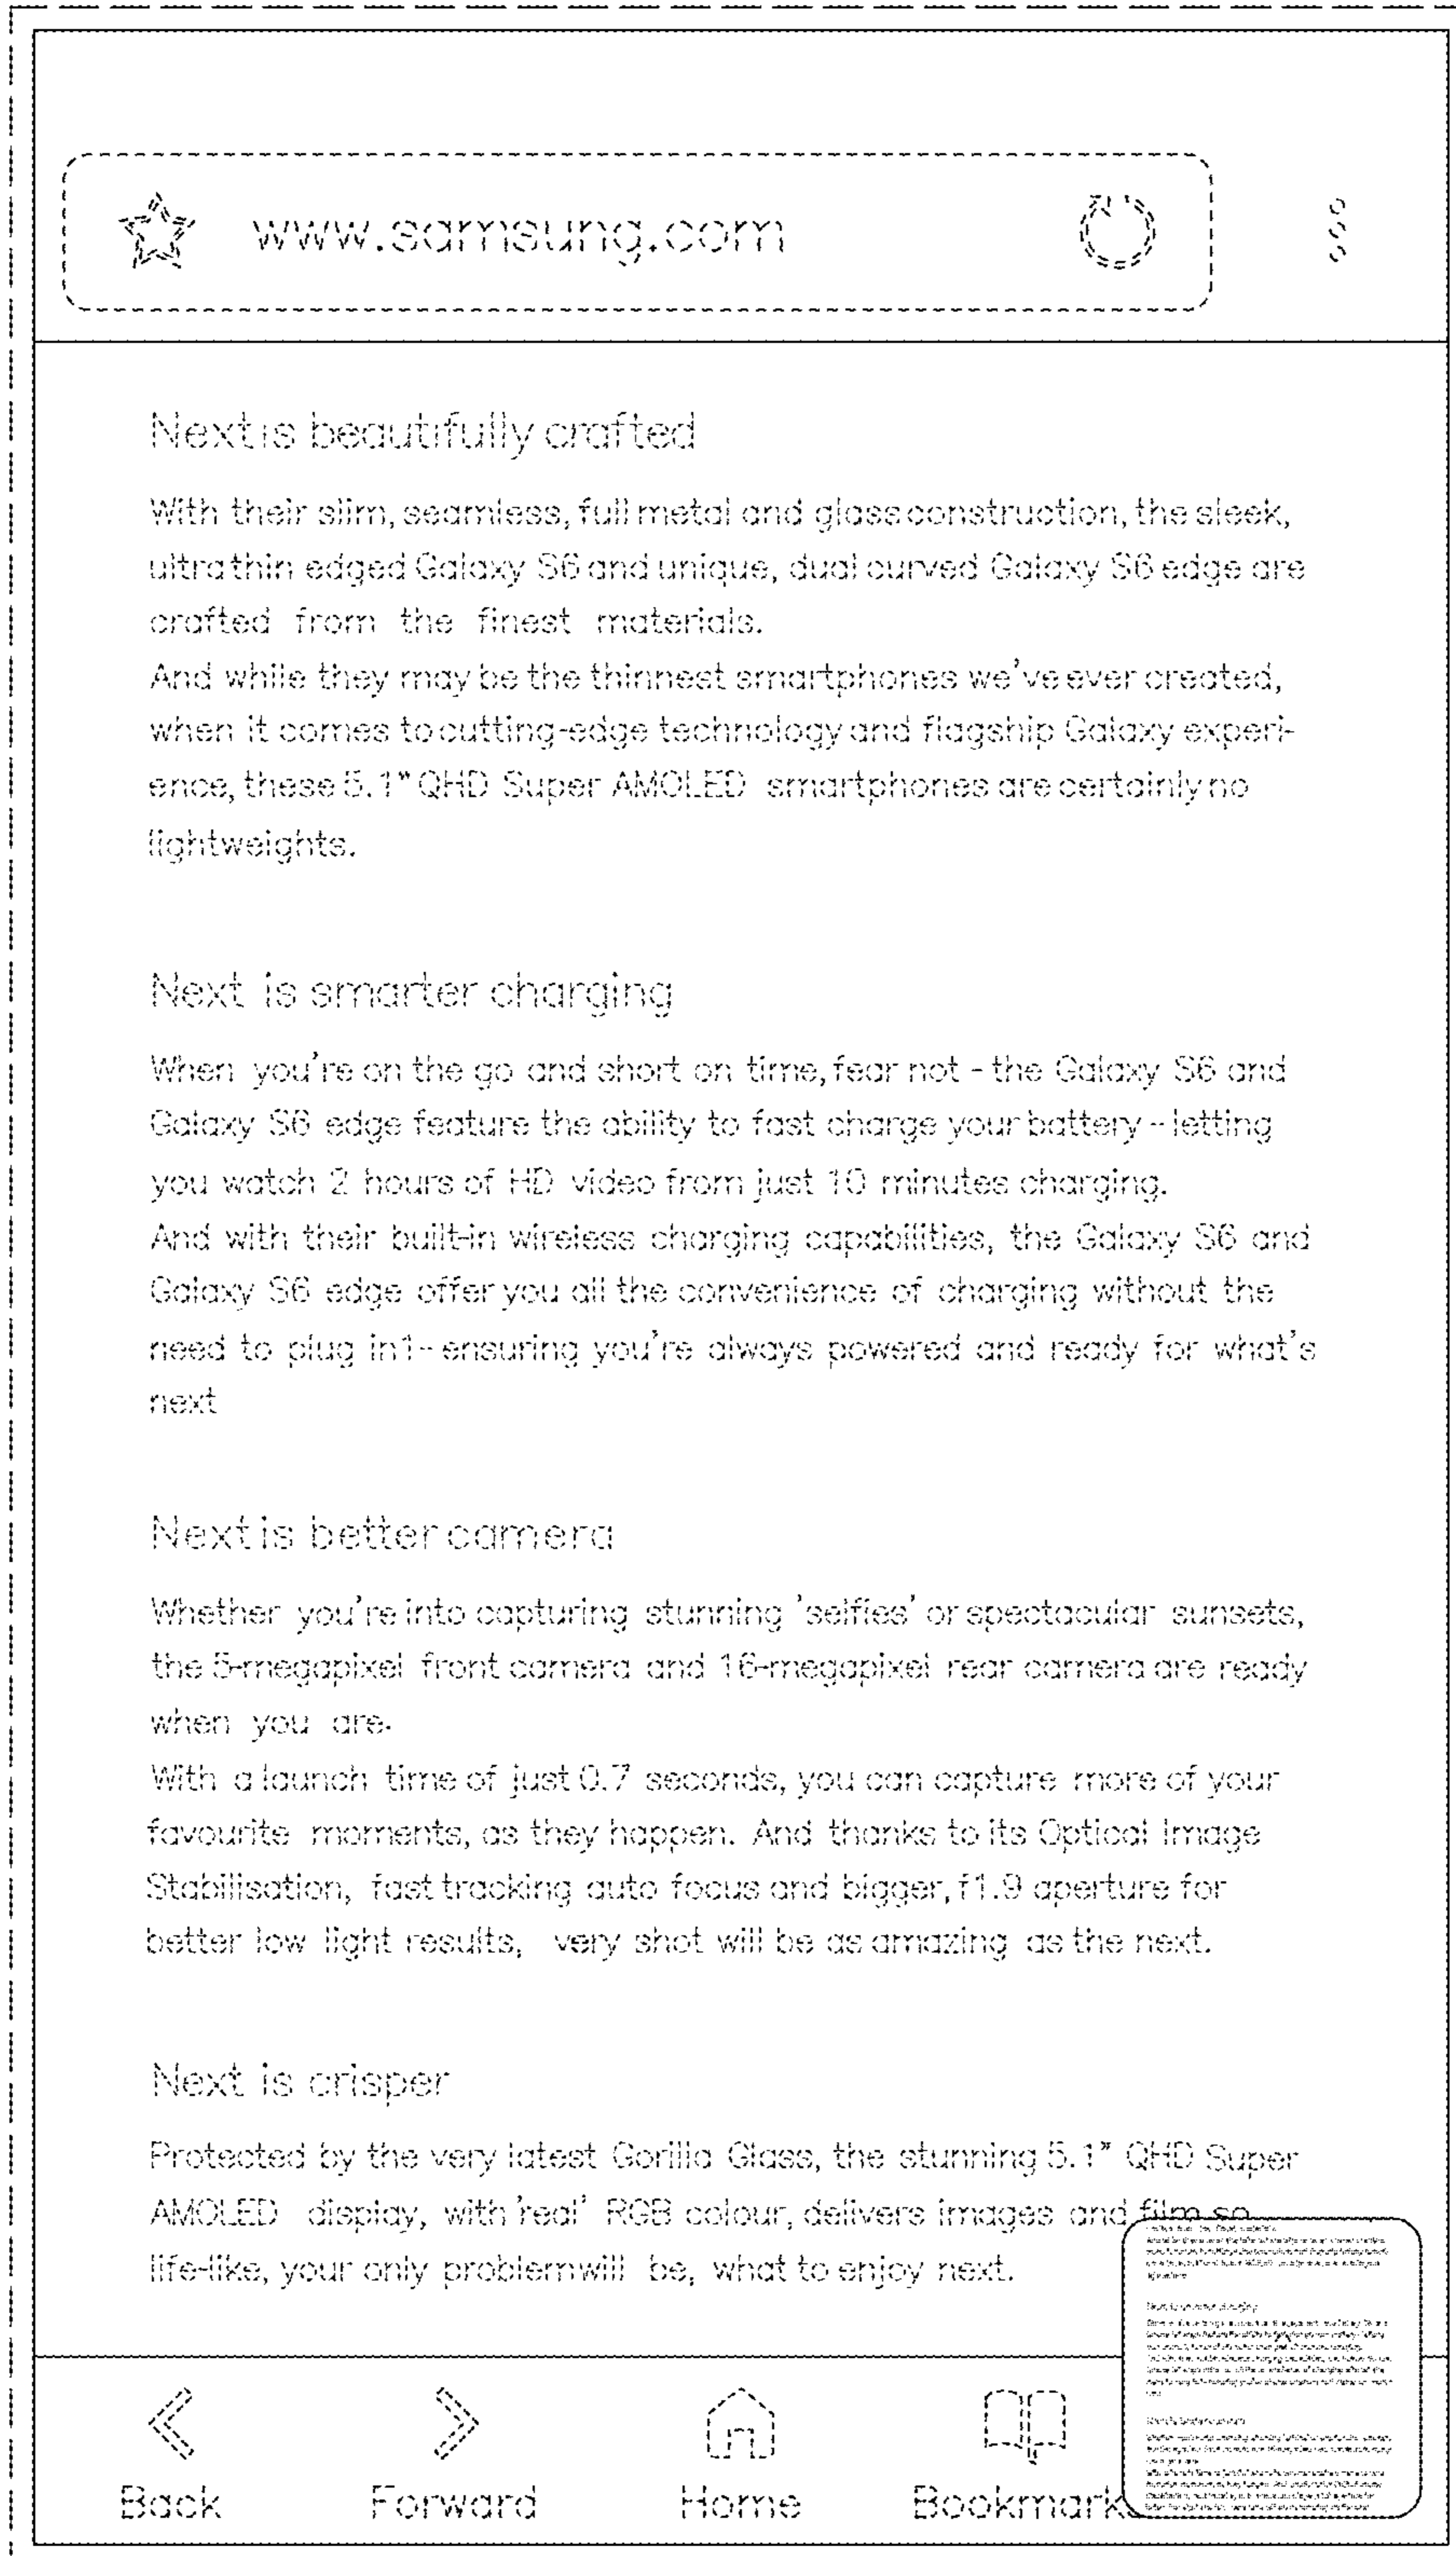 www.samsung.com
Next is beautifully crafted
With their slim, seamless, full metal and glass construction, the sleek,
ultra thin edged Galaxy S6 and unique, dual curved Galaxy S6 edge are
crafted from the finest materials.
And while they may be the thinnest smartphones we've ever created,
when it comes to cutting-edge technology and flagship Galaxy experi-
ence, these 5.1" QHD Super AMOLED smartphones are certainly no
lightweights.
Next is smarter charging
When you're on the go and short on time, fear not - the Galaxy S6 and
Galaxy S6 edge feature the ability to fast charge your battery - letting
you watch 2 hours of HD video from just 10 minutes charging.
And with their built-in wireless charging capabilities, the Galaxy S6 and
Galaxy S6 edge offer you all the convenience of charging without the
need to plug in1- ensuring you're always powered and ready for what's
next
Next is better camera
Whether you're into capturing stunning 'selfies' or spectacular sunsets,
the 5-megapixel front camera and 16-megapixel rear camera are ready
when you are.
With a launch time of just 0.7 seconds, you can capture more of your
favourite moments, as they happen. And thanks to its Optical Image
Stabilisation, fast tracking auto focus and bigger, f1.9 aperture for
better low light results, very shot will be as amazing as the next.
Next is crisper
Protected by the very latest Gorilla Glass, the stunning 5.1" QHD Super
AMOLED display, with 'real' RGB colour, delivers images and film so
life-like, your only problem will be, what to enjoy next.
Back Forward Home Bookmark